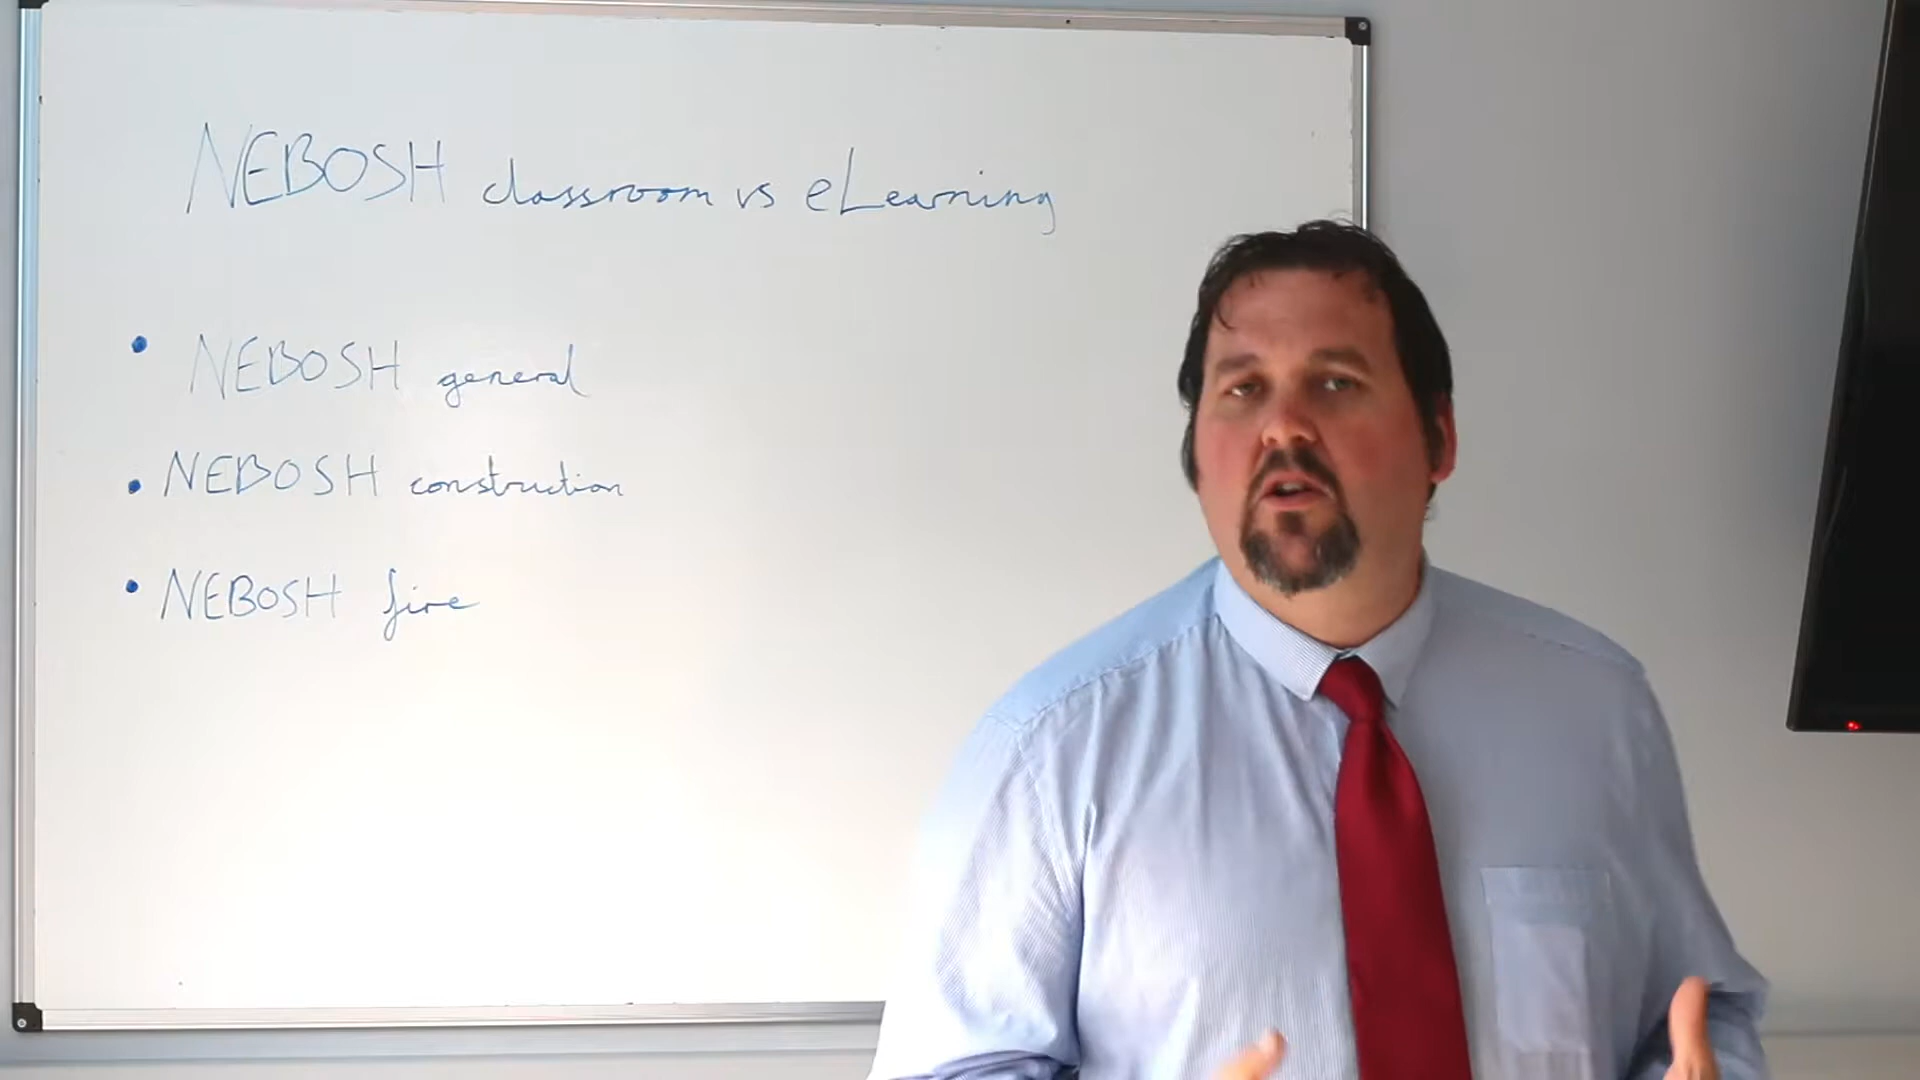 NEBOSH classroom vs eLearning
• NEBOSH general
• NEBOSH construction
• NEBOSH fire